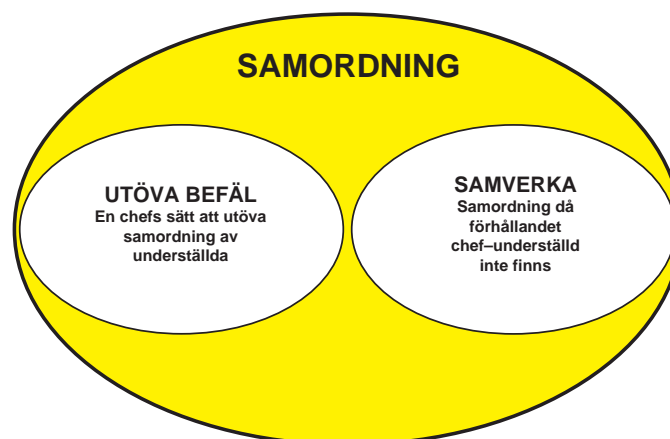 SAMORDNING
UTÖVA BEFÄL
En chefs sätt att utöva
samordning av
underställda
SAMVERKA
Samordning då
förhållandet
chef–underställd
inte finns